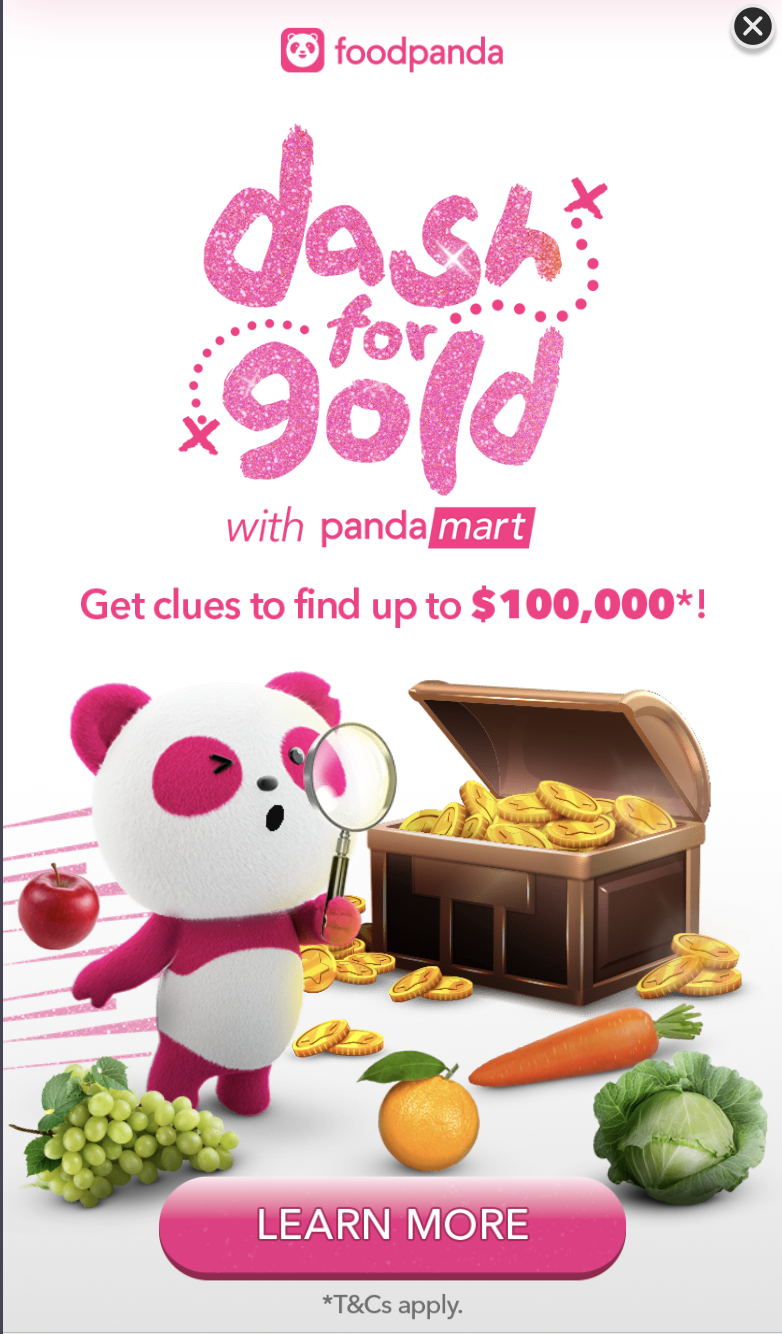 foodpanda
dash
for
gold
with pandamart
Get clues to find up to $100,000*!
LEARN MORE
*T&Cs apply.